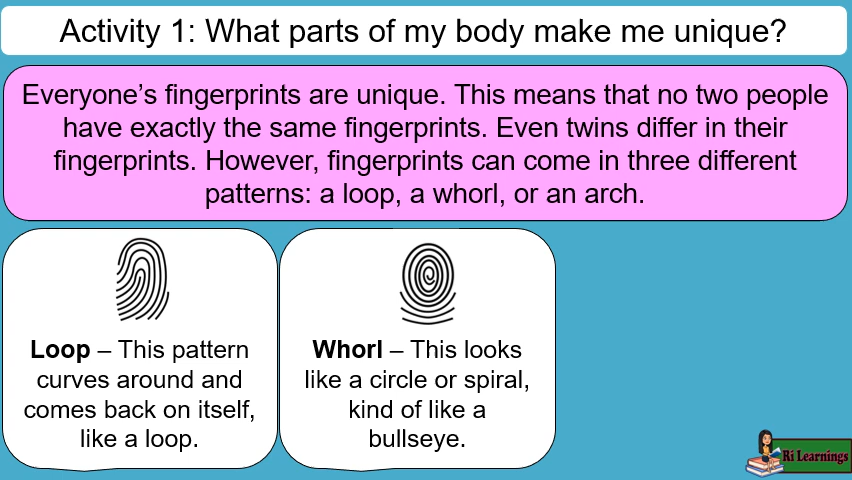 Activity 1: What parts of my body make me unique?
Everyone’s fingerprints are unique. This means that no two people
have exactly the same fingerprints. Even twins differ in their
fingerprints. However, fingerprints can come in three different
patterns: a loop, a whorl, or an arch.
Loop – This pattern
curves around and
comes back on itself,
like a loop.
Whorl – This looks
like a circle or spiral,
kind of like a
bullseye.
Ri Learnings